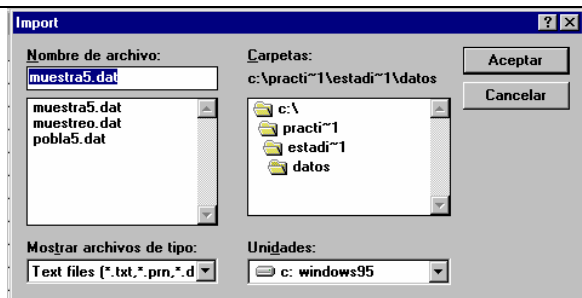 Import
Nombre de archivo:
muestra5.dat
muestra5.dat
muestreo.dat
pobla5.dat
Mostrar archivos de tipo:
Text files (*.txt,*.prn,*.d
Carpetas:
c:\practi~1\estadi~1\datos
c:\
practi~1
estadi~1
datos
Unidades:
c: windows95
Aceptar
Cancelar